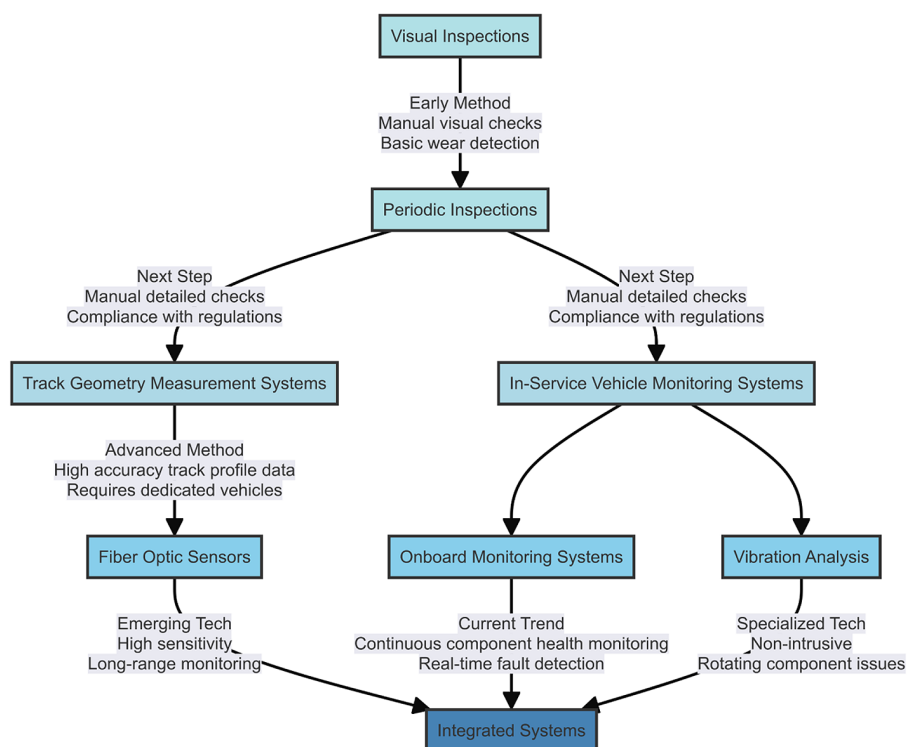 Visual Inspections
Early Method
Manual visual checks
Basic wear detection
Periodic Inspections
Next Step
Manual detailed checks
Compliance with regulations
Next Step
Manual detailed checks
Compliance with regulations
Track Geometry Measurement Systems
In-Service Vehicle Monitoring Systems
Advanced Method
High accuracy track profile data
Requires dedicated vehicles
Fiber Optic Sensors
Onboard Monitoring Systems
Vibration Analysis
Emerging Tech
High sensitivity
Long-range monitoring
Current Trend
Continuous component health monitoring
Real-time fault detection
Specialized Tech
Non-intrusive
Rotating component issues
Integrated Systems